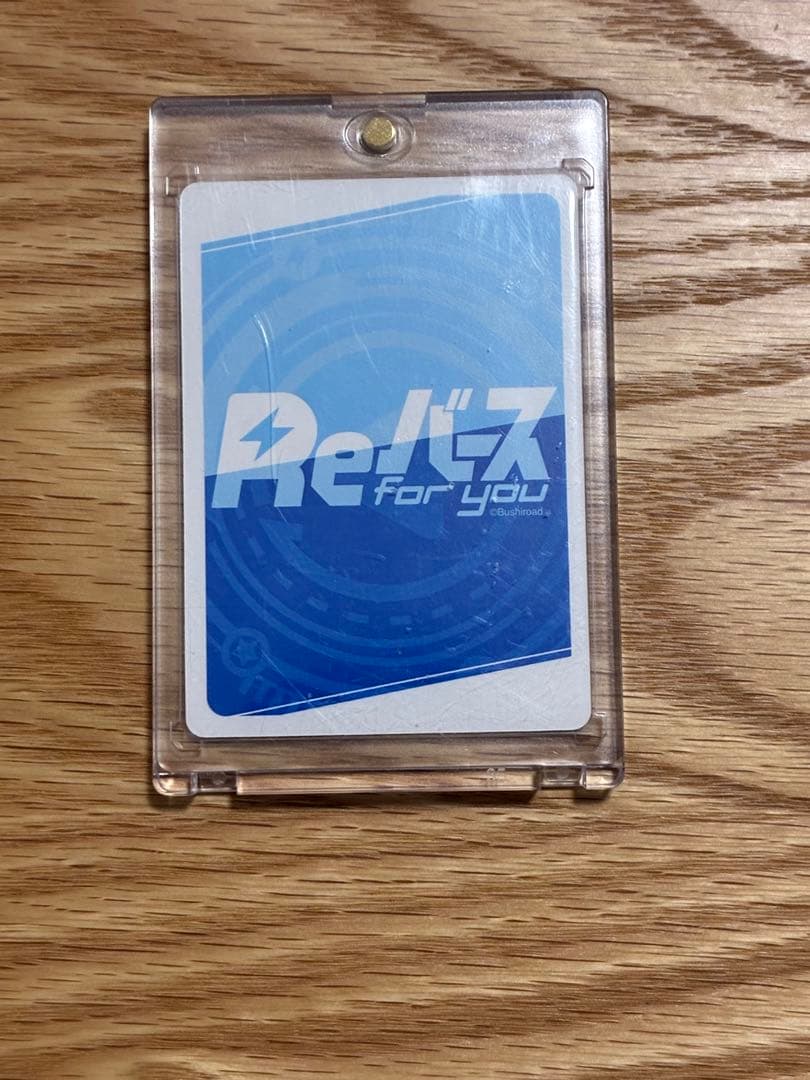 Reバース
for you
©Bushiroad